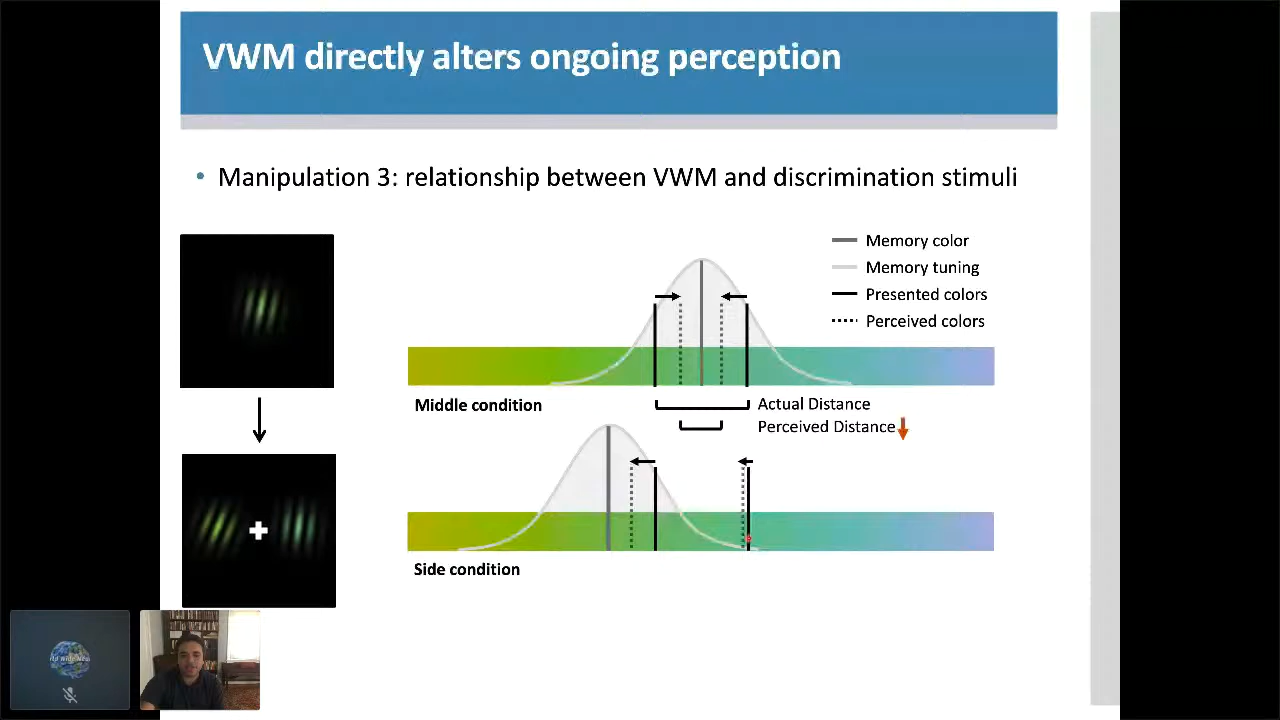 VWM directly alters ongoing perception
• Manipulation 3: relationship between VWM and discrimination stimuli
Memory color
Memory tuning
Presented colors
Perceived colors
Middle condition
Actual Distance
Perceived Distance
Side condition